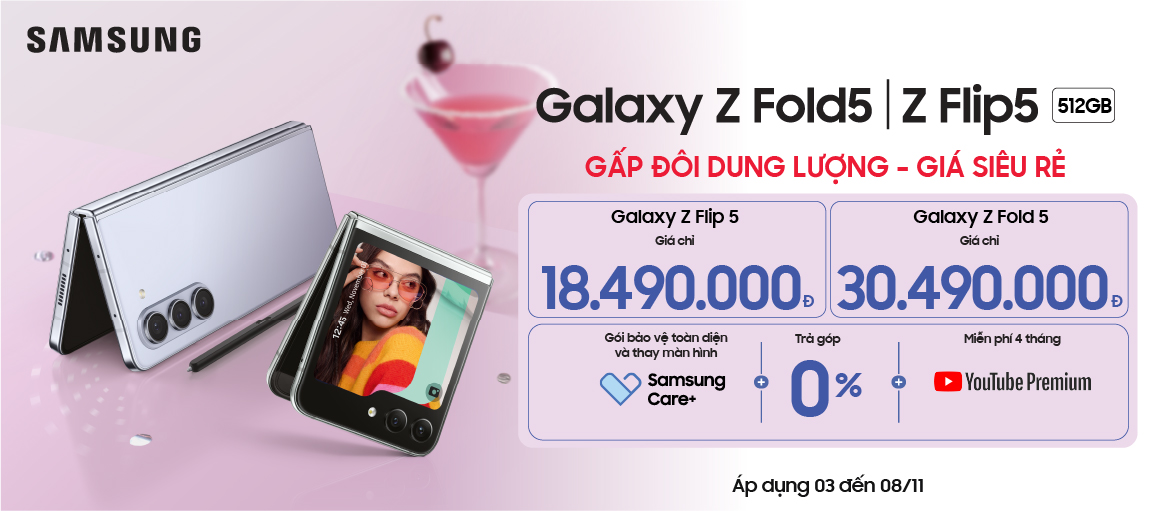 SAMSUNG
Galaxy Z Fold5 | Z Flip5 512GB
GẤP ĐÔI DUNG LƯỢNG - GIÁ SIÊU RẺ
Galaxy Z Flip 5
Giá chỉ
18.490.000Đ
Galaxy Z Fold 5
Giá chỉ
30.490.000Đ
Gói bảo vệ toàn diện
và thay màn hình
Samsung
Care+
+
Trả góp
0%
+
Miễn phí 4 tháng
YouTube Premium
Áp dụng 03 đến 08/11
12:45